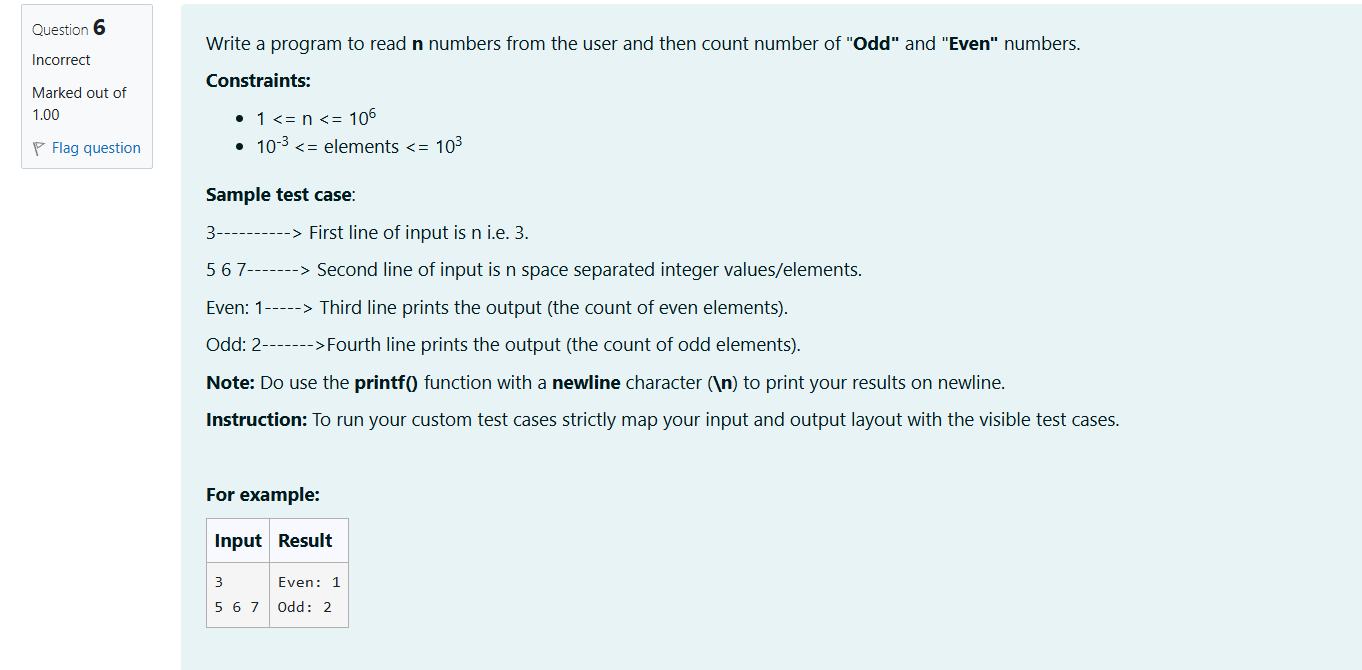 Question 6
Incorrect
Marked out of
1.00
Flag question
Write a program to read n numbers from the user and then count number of "Odd" and "Even" numbers.
Constraints:
• 1 <= n <= 10⁶
• 10⁻³ <= elements <= 10³
Sample test case:
3----------> First line of input is n i.e. 3.
5 6 7-------> Second line of input is n space separated integer values/elements.
Even: 1-----> Third line prints the output (the count of even elements).
Odd: 2------->Fourth line prints the output (the count of odd elements).
Note: Do use the printf() function with a newline character (\n) to print your results on newline.
Instruction: To run your custom test cases strictly map your input and output layout with the visible test cases.
For example:
Input Result
3 Even: 1
5 6 7 Odd: 2